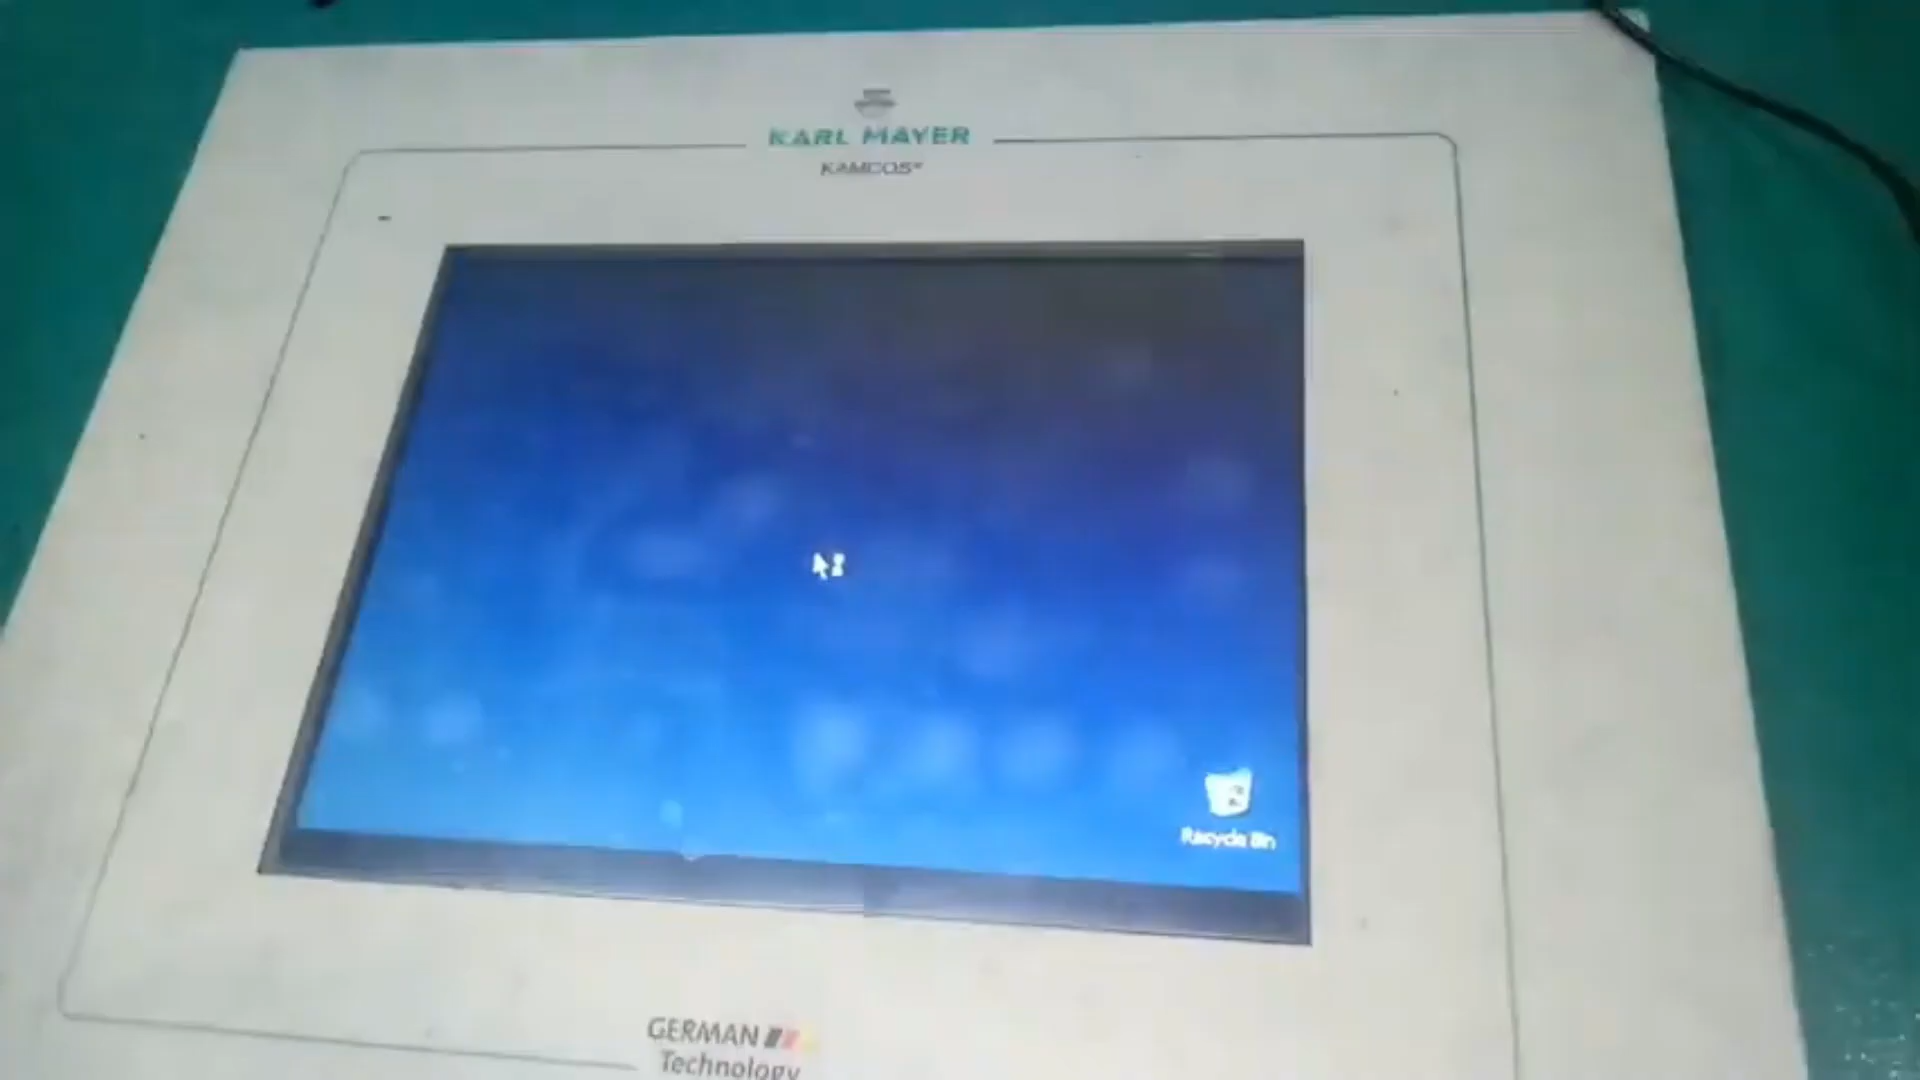 KARL MAYER
KAMCOS®
Recycle Bin
GERMAN
Technology